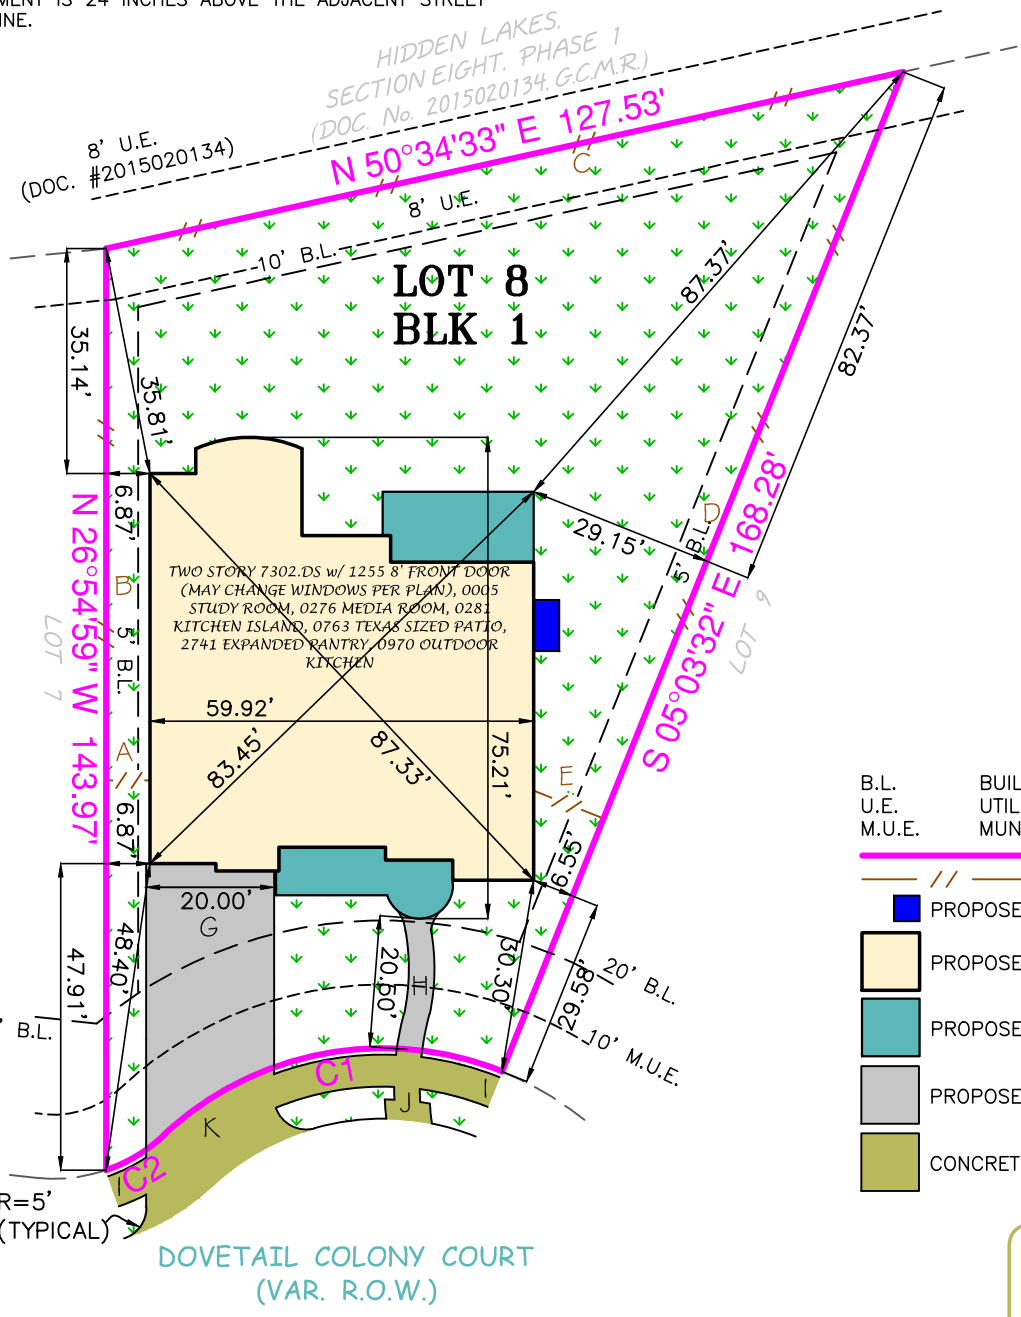 MENT IS 24 INCHES ABOVE THE ADJACENT STREET
INE.
HIDDEN LAKES,
SECTION EIGHT, PHASE 1
(DOC. No. 2015020134, G.C.M.R.)
8' U.E.
(DOC. #2015020134)
N 50°34'33" E 127.53'
C
8' U.E.
10' B.L.
LOT 8
BLK 1
87.37'
82.37'
35.14'
35.81'
6.87'
N 26°54'59" W 143.97'
B
5' B.L.
LOT 7
A
6.87'
29.15'
D
5' B.L.
S 05°03'32" E 168.28'
LOT 9
TWO STORY 7302.DS w/ 1255 8' FRONT DOOR
(MAY CHANGE WINDOWS PER PLAN), 0005
STUDY ROOM, 0276 MEDIA ROOM, 0281
KITCHEN ISLAND, 0763 TEXAS SIZED PATIO,
2741 EXPANDED PANTRY, 0970 OUTDOOR
KITCHEN
59.92'
83.45'
87.33'
75.21'
E
6.55'
B.L. BUIL
U.E. UTIL
M.U.E. MUN
//
PROPOSE
PROPOSE
PROPOSE
PROPOSE
CONCRET
20.00'
G
48.40'
47.91'
' B.L.
20.50'
H
30.30'
29.58'
20' B.L.
10' M.U.E.
C1
I
J
K
C2
I
R=5'
(TYPICAL)
DOVETAIL COLONY COURT
(VAR. R.O.W.)